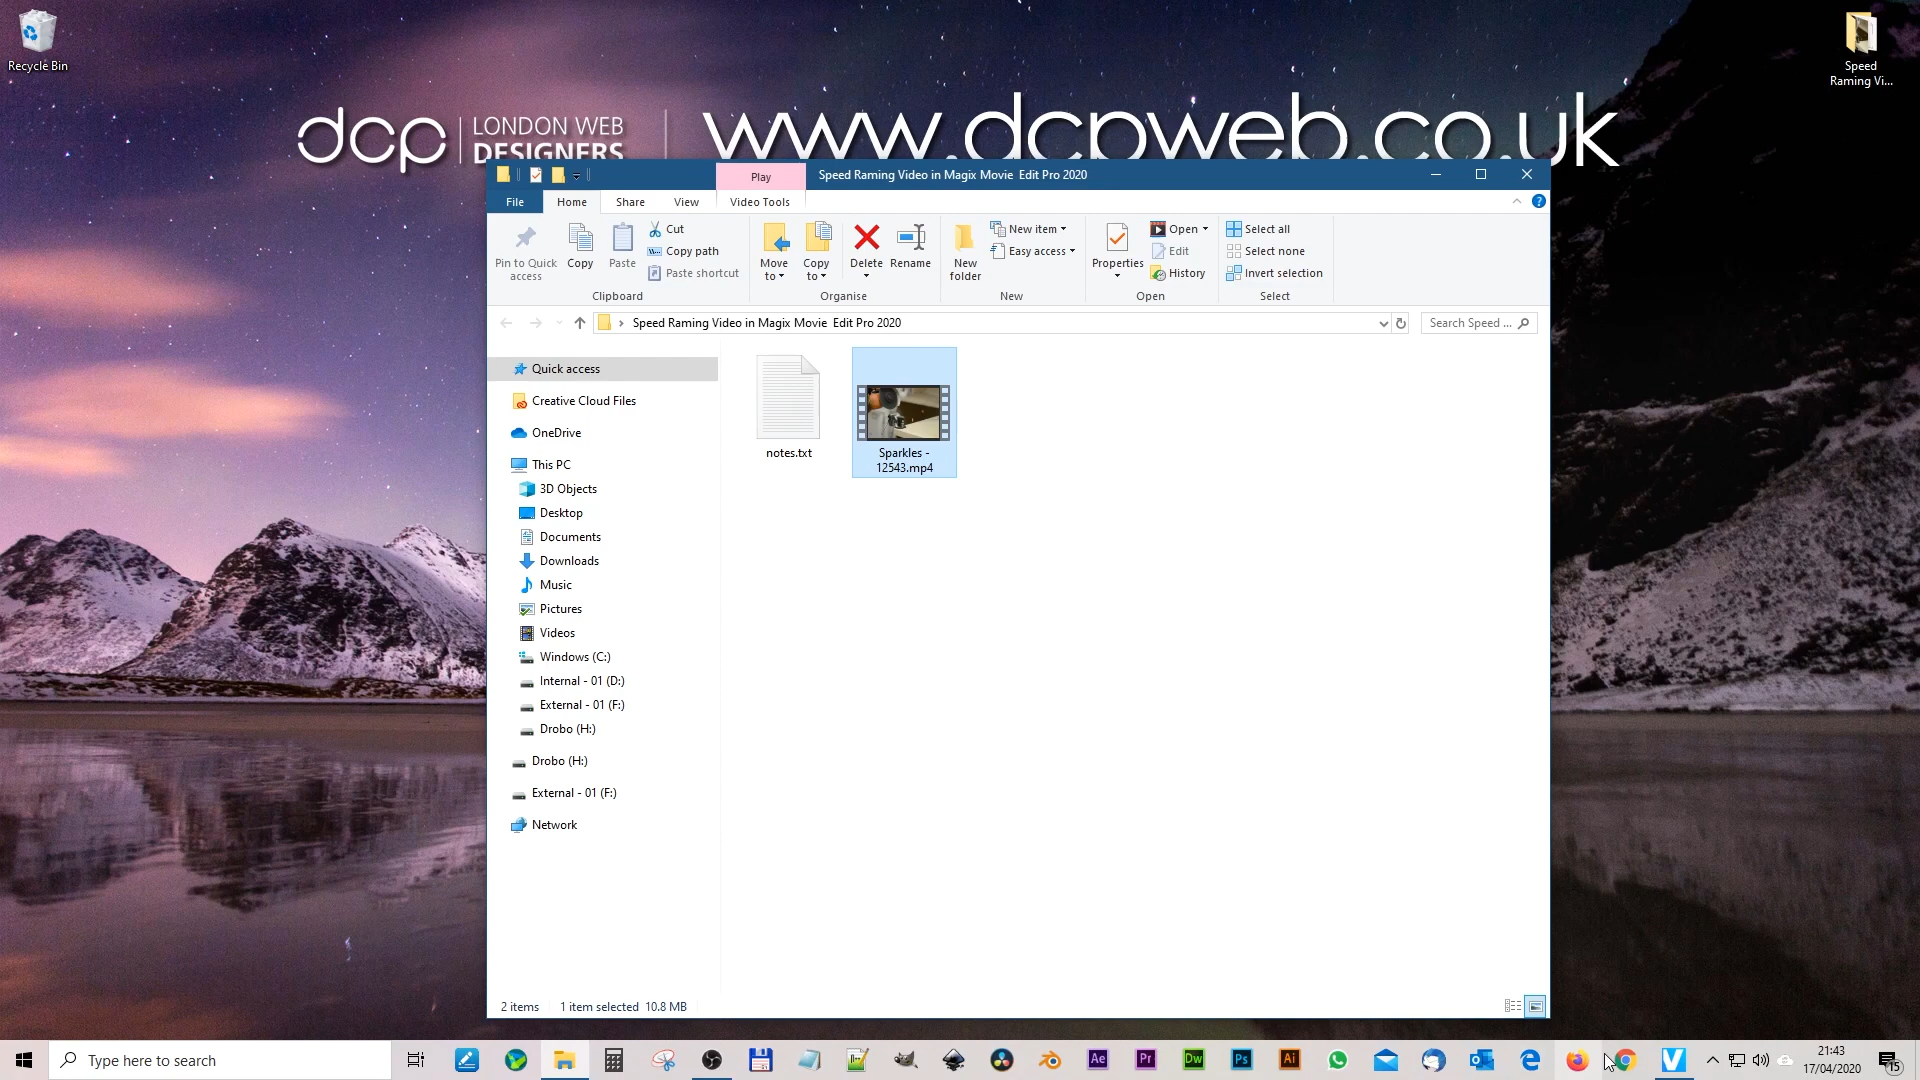 Recycle Bin
Speed
Raming Vi...
dcp
LONDON WEB
DESIGNERS
www.dcpweb.co.uk
Play
Speed Raming Video in Magix Movie  Edit Pro 2020
File
Home
Share
View
Video Tools
Pin to Quick
access
Copy
Paste
Cut
Copy path
Paste shortcut
Clipboard
Move
to
Copy
to
Delete
Rename
Organise
New
folder
New item
Easy access
New
Properties
Open
Edit
History
Open
Select all
Select none
Invert selection
Select
Speed Raming Video in Magix Movie  Edit Pro 2020
Search Speed ...
Quick access
Creative Cloud Files
OneDrive
This PC
3D Objects
Desktop
Documents
Downloads
Music
Pictures
Videos
Windows (C:)
Internal - 01 (D:)
External - 01 (F:)
Drobo (H:)
Drobo (H:)
External - 01 (F:)
Network
notes.txt
Sparkles -
12543.mp4
2 items
1 item selected  10.8 MB
Type here to search
Ae
Pr
Dw
Ps
Ai
V
21:43
17/04/2020
15